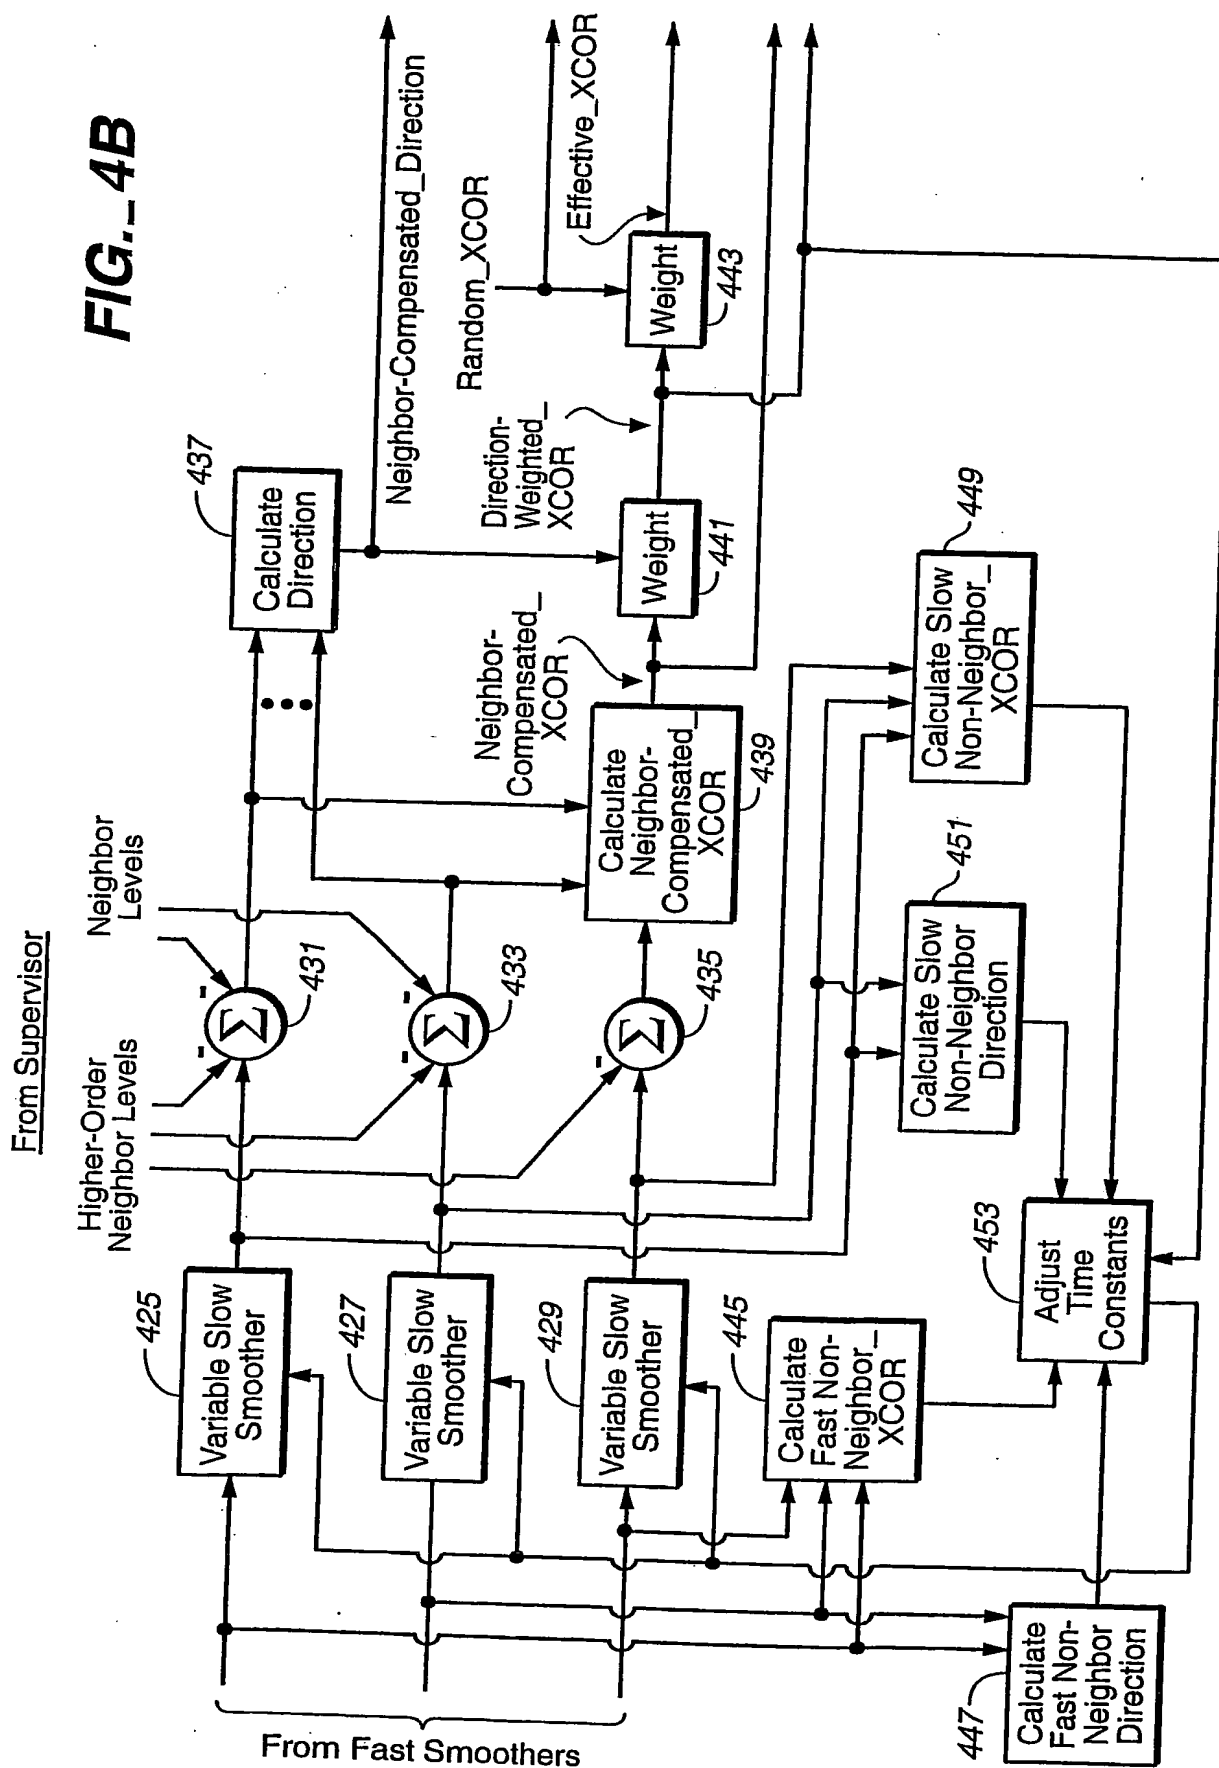 FIG._4B
From Supervisor
Higher-Order
Neighbor Levels
Neighbor
Levels
425
Variable Slow
Smoother
431
Σ
-
-
437
Calculate
Direction
Neighbor-Compensated_Direction
427
Variable Slow
Smoother
433
Σ
-
-
429
Variable Slow
Smoother
435
Σ
-
Calculate
Neighbor-
Compensated_
XCOR
439
Neighbor-
Compensated_
XCOR
Weight
441
Direction-
Weighted_
XCOR
Random_XCOR
Weight
443
Effective_XCOR
445
Calculate
Fast Non-
Neighbor_
XCOR
447
Calculate
Fast Non-
Neighbor
Direction
449
Calculate Slow
Non-Neighbor_
XCOR
451
Calculate Slow
Non-Neighbor
Direction
453
Adjust
Time
Constants
From Fast Smoothers